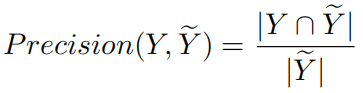 Precision(Y, Ỹ) = |Y ∩ Ỹ| / |Ỹ|